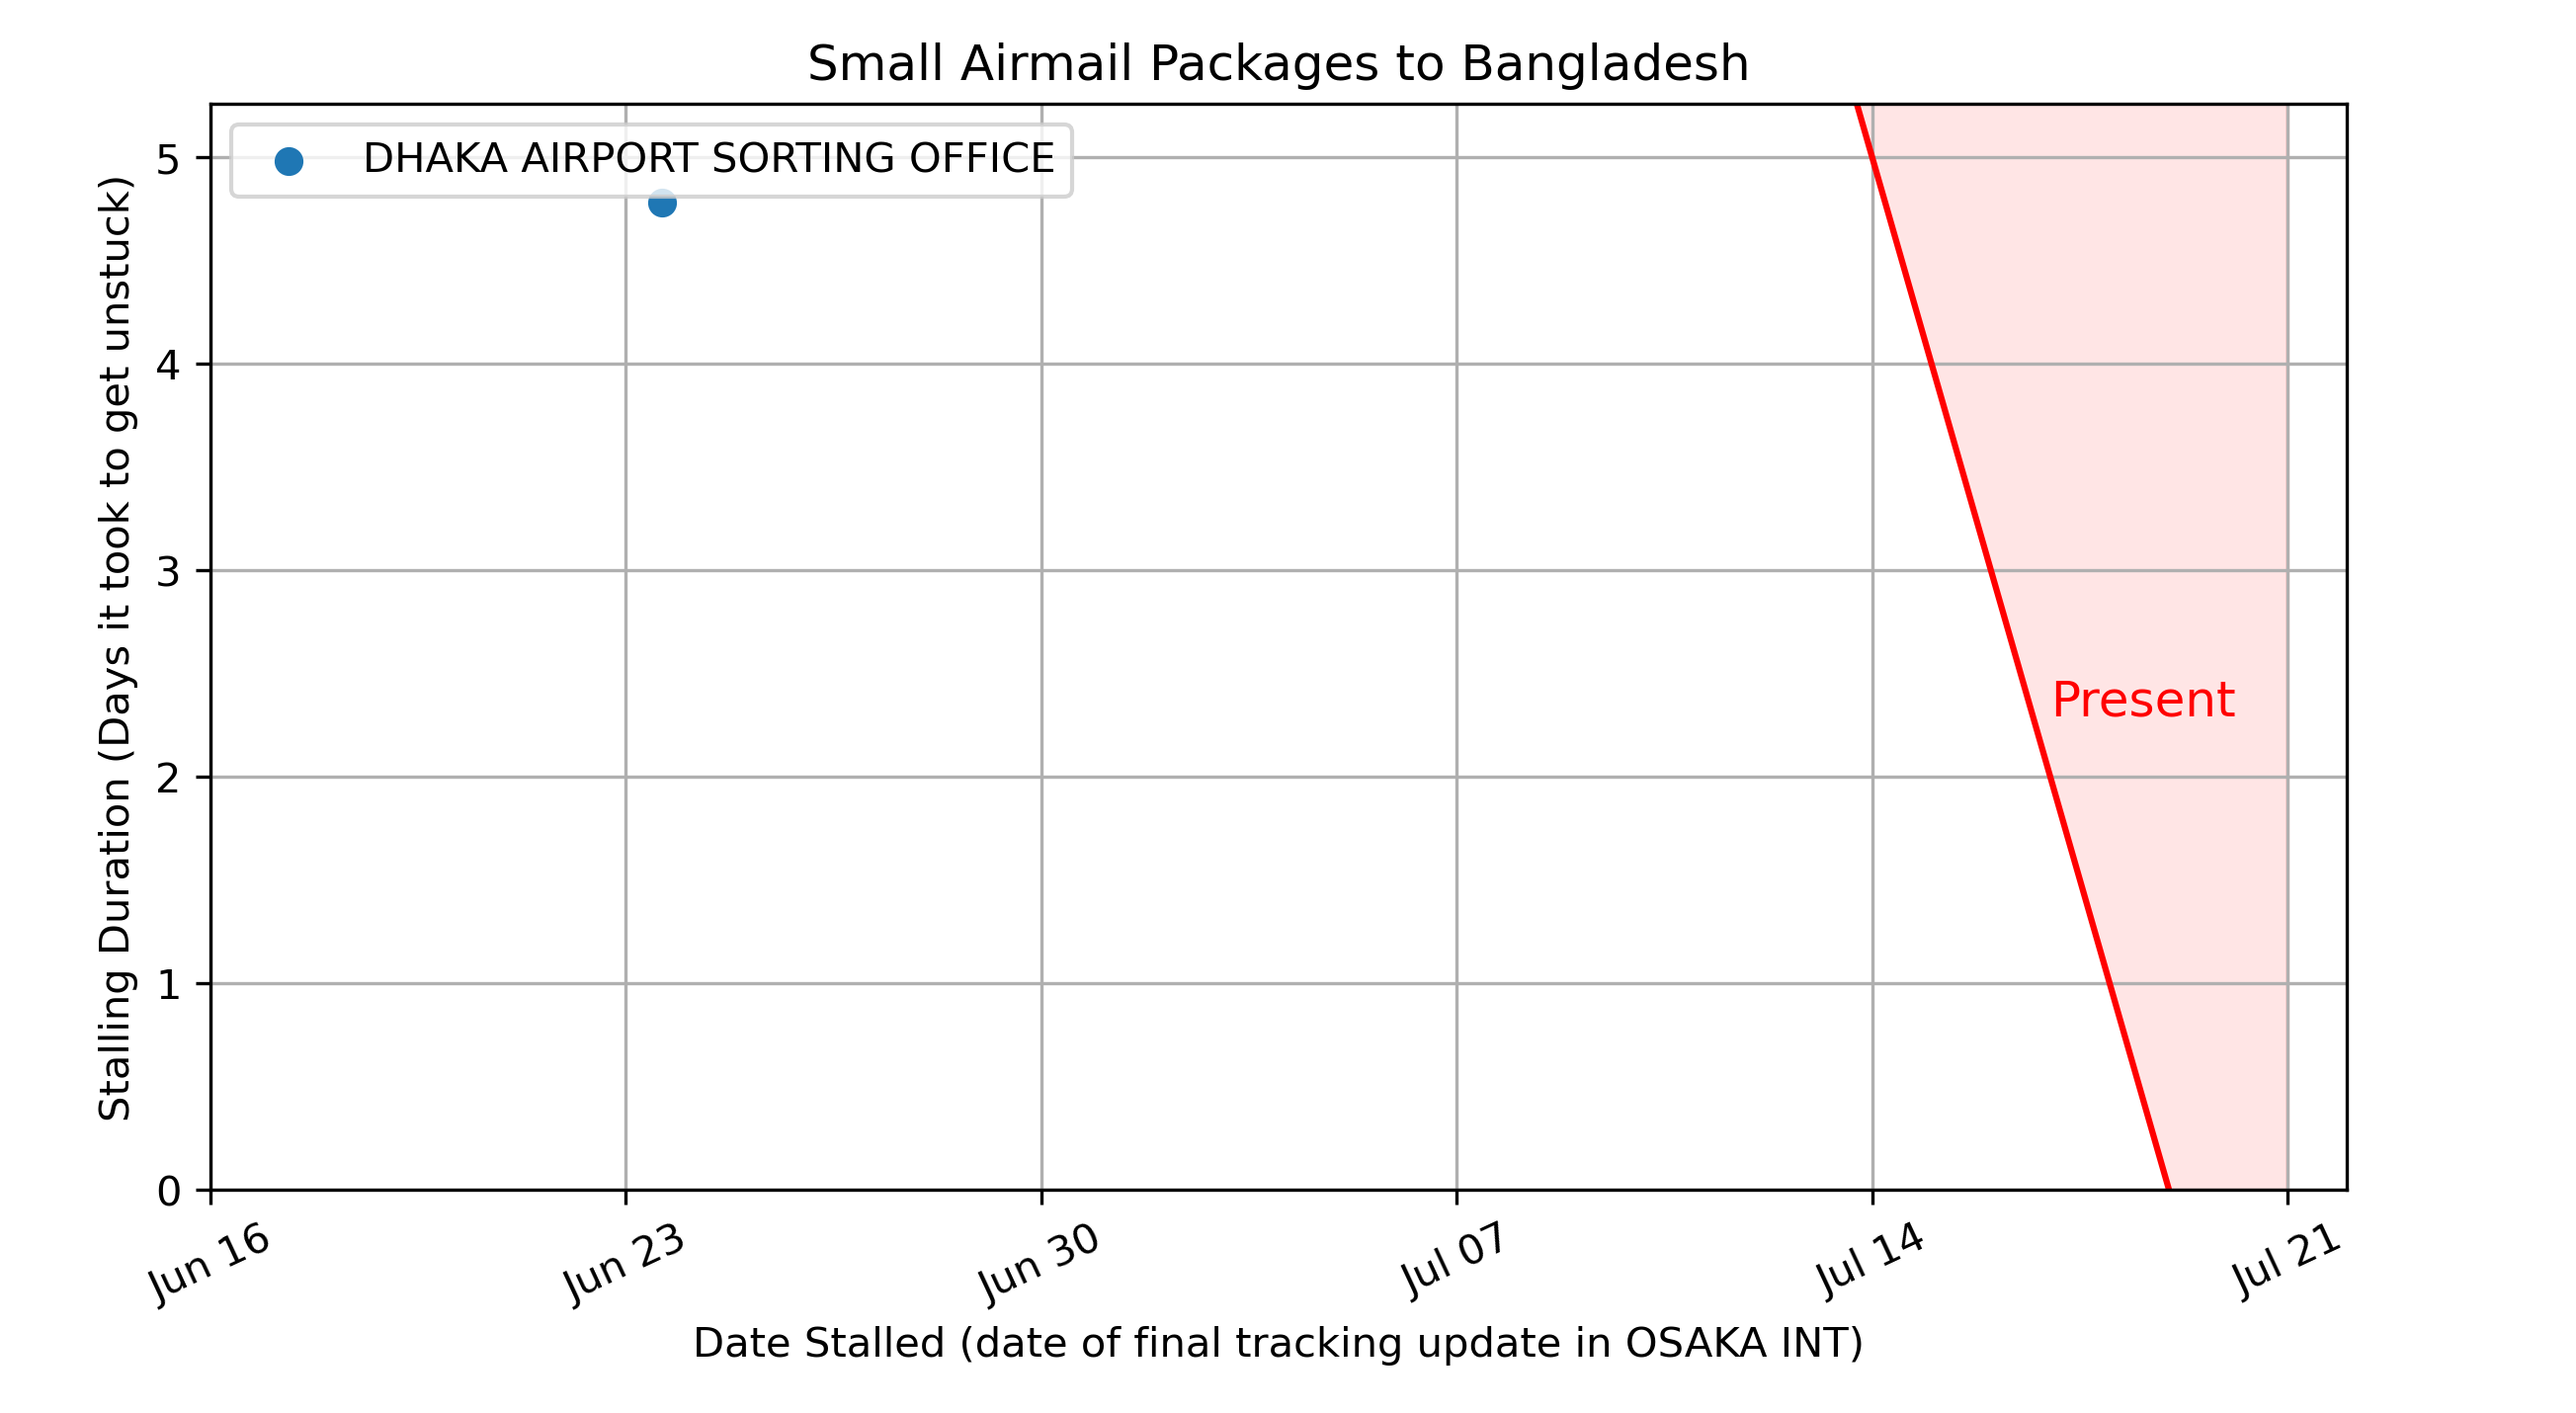 Small Airmail Packages to Bangladesh
DHAKA AIRPORT SORTING OFFICE
Stalling Duration (Days it took to get unstuck)
5
4
3
2
1
0
Present
Jun 16
Jun 23
Jun 30
Jul 07
Jul 14
Jul 21
Date Stalled (date of final tracking update in OSAKA INT)